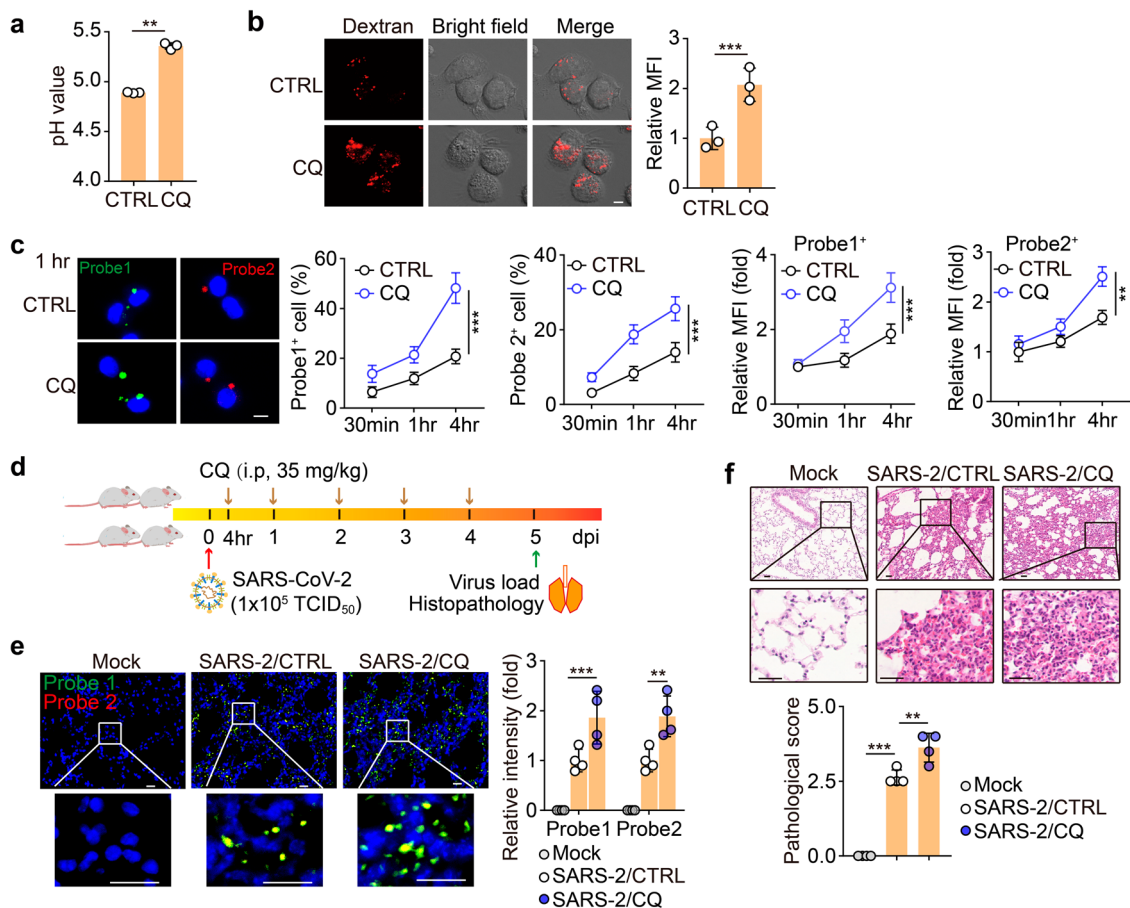 a
**
pH value
5.5
5.0
4.5
4.0
CTRL CQ
b
Dextran Bright field Merge
CTRL
CQ
***
Relative MFI
3
2
1
0
CTRL CQ
c
1 hr
Probe1
Probe2
CTRL
CQ
Probe1⁺ cell (%)
60
40
20
0
CTRL
CQ
***
30min 1hr 4hr
Probe 2⁺ cell (%)
40
20
0
CTRL
CQ
***
30min 1hr 4hr
Probe1⁺
Relative MFI (fold)
4
2
0
CTRL
CQ
***
30min 1hr 4hr
Probe2⁺
Relative MFI (fold)
3
2
1
0
CTRL
CQ
**
30min 1hr 4hr
d
CQ (i.p, 35 mg/kg)
0 4hr 1 2 3 4 5 dpi
SARS-CoV-2
(1x10⁵ TCID₅₀)
Virus load
Histopathology
e
Mock SARS-2/CTRL SARS-2/CQ
Probe 1
Probe 2
Relative intensity (fold)
3
2
1
0
***
**
Probe1 Probe2
Mock
SARS-2/CTRL
SARS-2/CQ
f
Mock SARS-2/CTRL SARS-2/CQ
Pathological score
5.0
2.5
0.0
***
**
Mock
SARS-2/CTRL
SARS-2/CQ